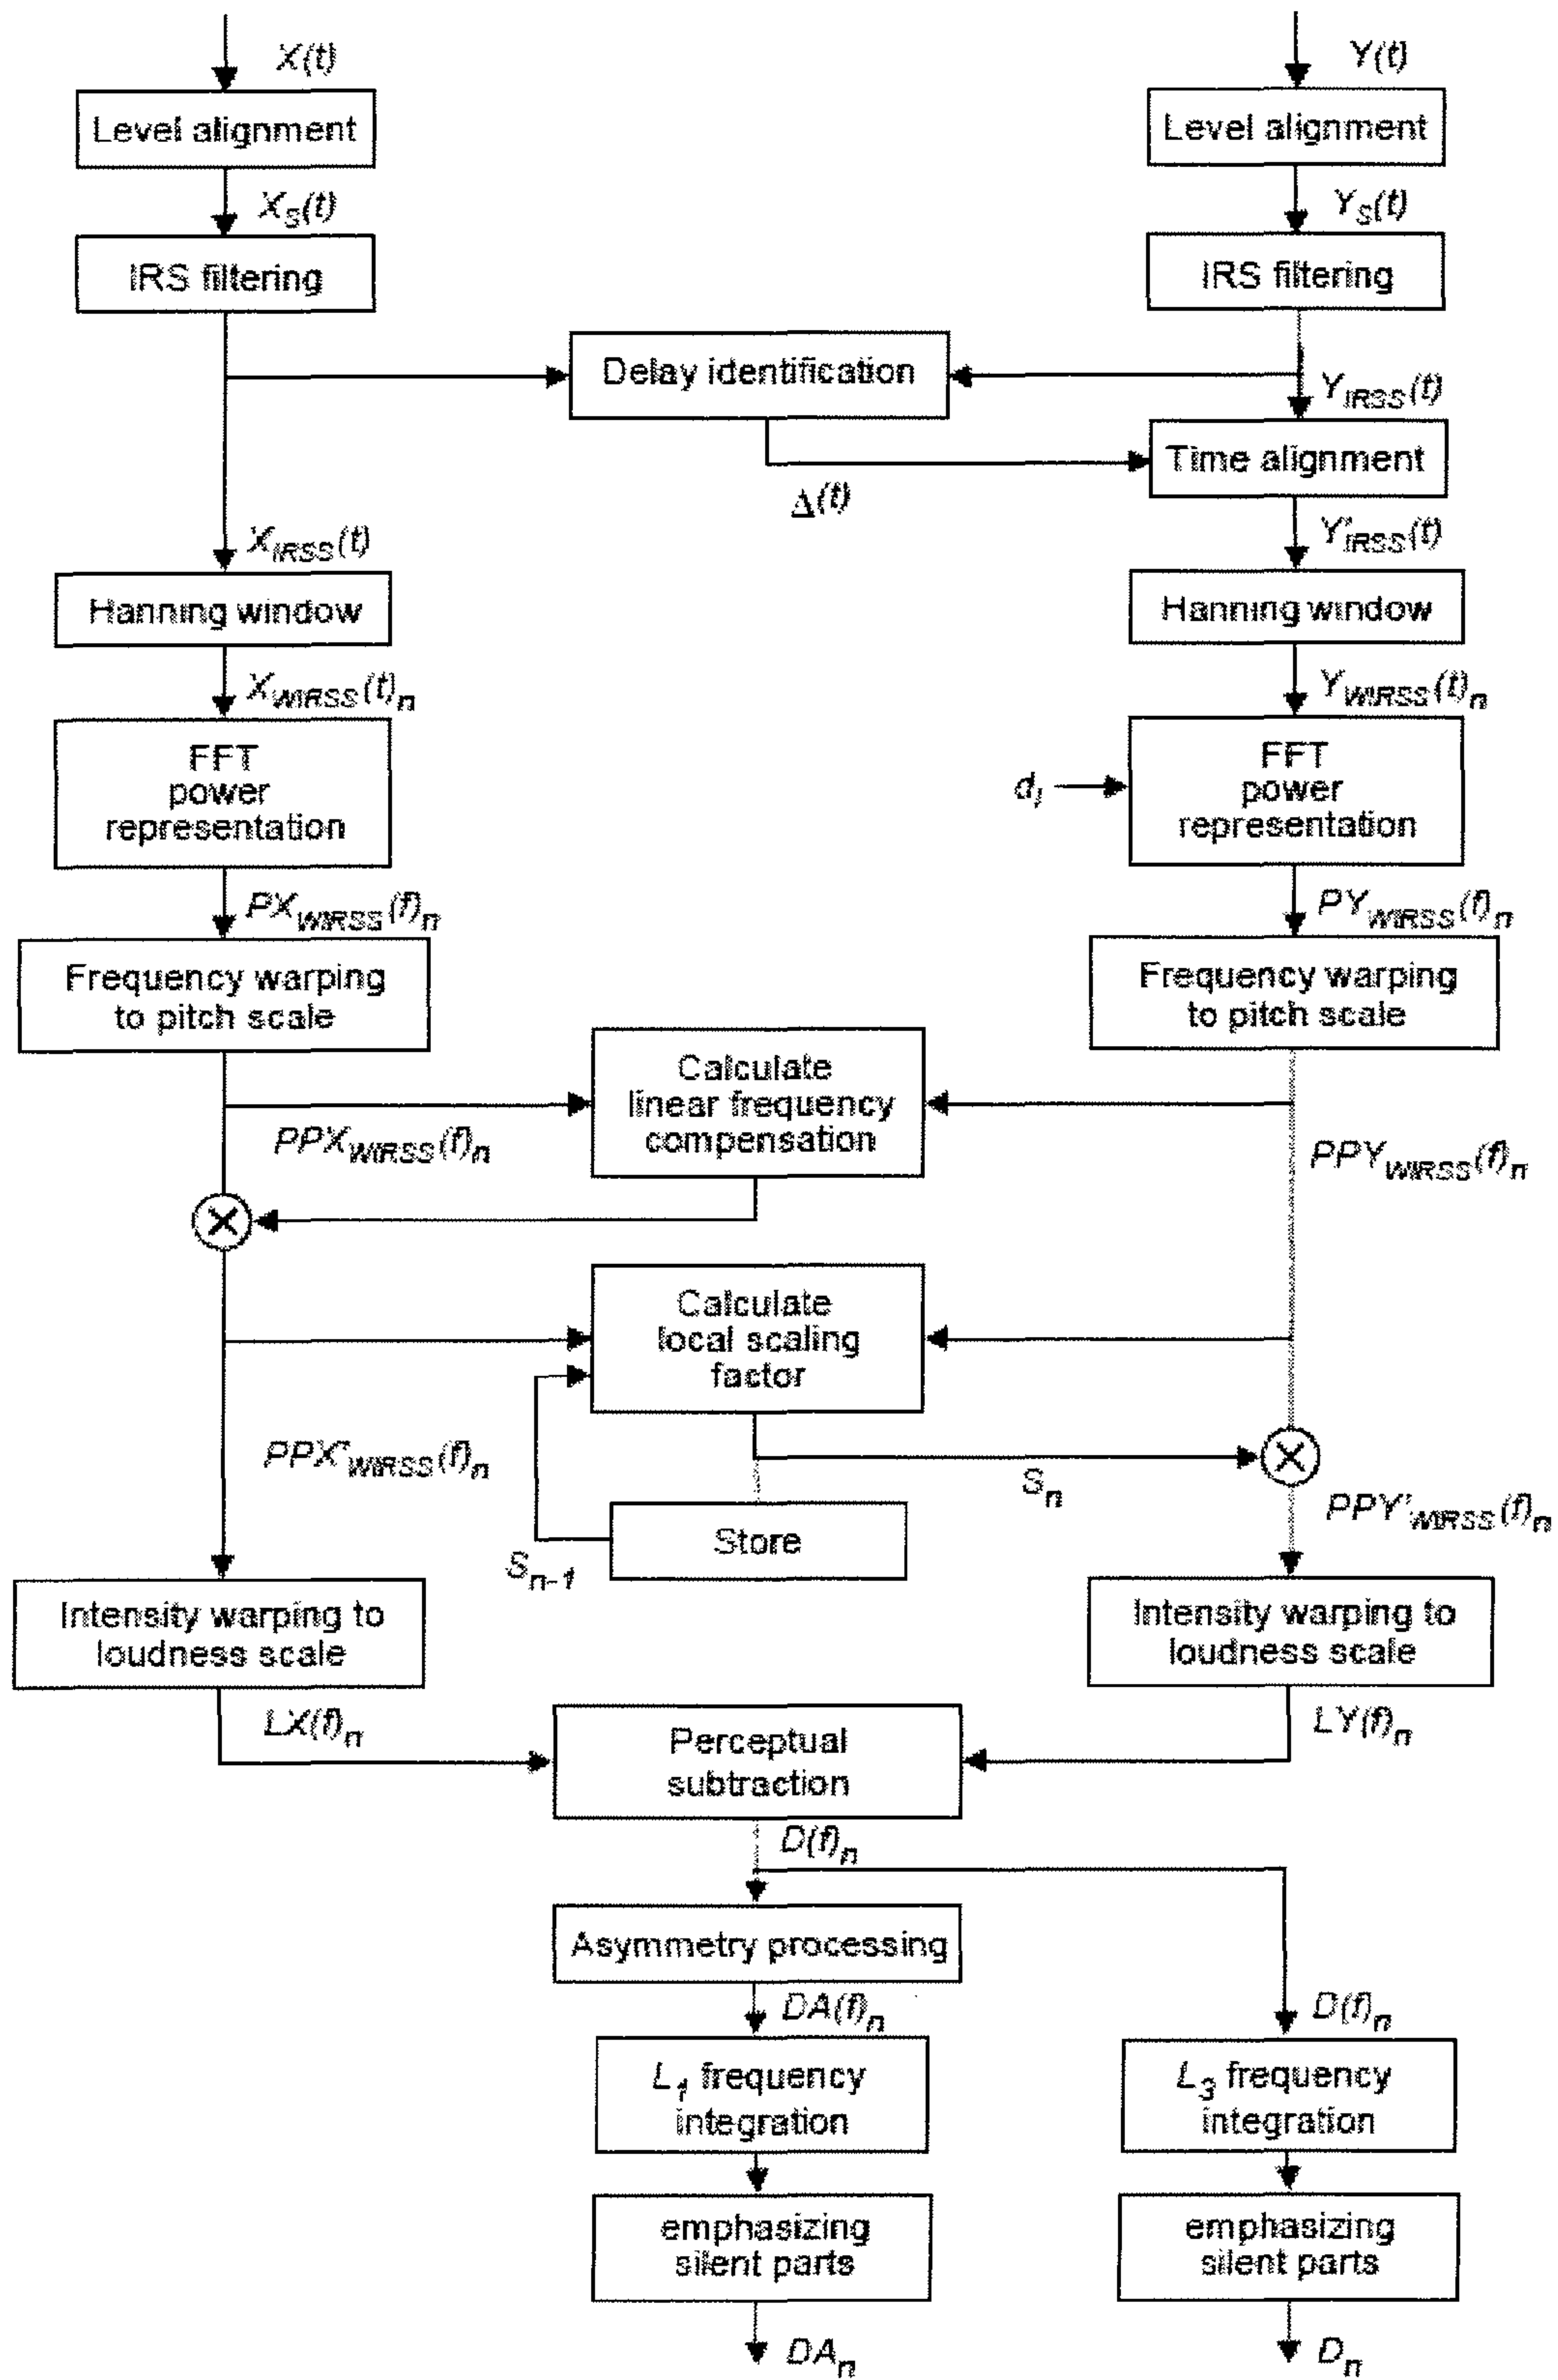 X(t)
Y(t)
Level alignment
Level alignment
X_S(t)
Y_S(t)
IRS filtering
IRS filtering
Delay identification
Y_IRSS(t)
Time alignment
Δ(t)
X_IRSS(t)
Y'_IRSS(t)
Hanning window
Hanning window
X_WIRSS(t)_n
Y_WIRSS(t)_n
FFT
power
representation
d_i
FFT
power
representation
PX_WIRSS(f)_n
PY_WIRSS(f)_n
Frequency warping
to pitch scale
Frequency warping
to pitch scale
Calculate
linear frequency
compensation
PPX_WIRSS(f)_n
PPY_WIRSS(f)_n
Calculate
local scaling
factor
PPX'_WIRSS(f)_n
S_n
PPY'_WIRSS(f)_n
Store
S_n-1
Intensity warping to
loudness scale
Intensity warping to
loudness scale
LX(f)_n
LY(f)_n
Perceptual
subtraction
D(f)_n
Asymmetry processing
DA(f)_n
D(f)_n
L_1 frequency
integration
L_3 frequency
integration
emphasizing
silent parts
emphasizing
silent parts
DA_n
D_n